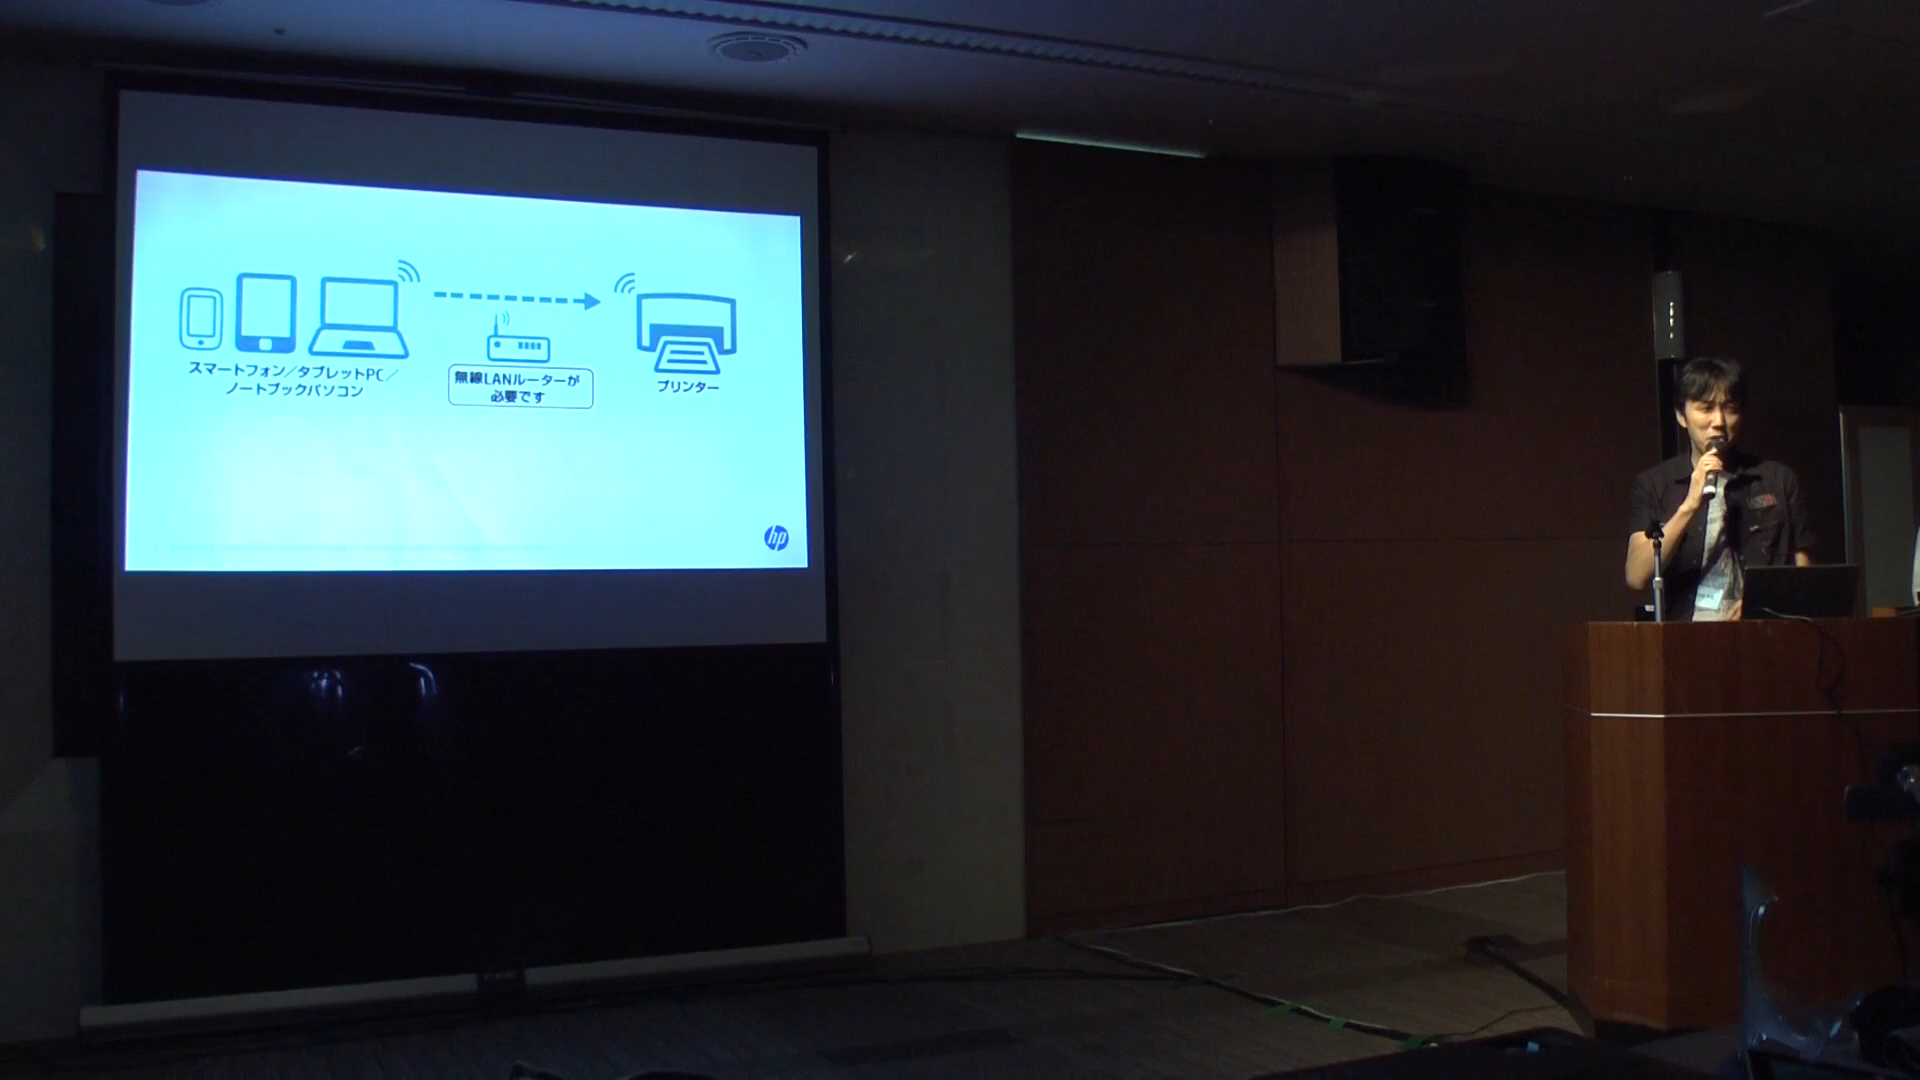 スマートフォン／タブレットPC／
ノートブックパソコン
無線LANルーターが
必要です
プリンター
hp